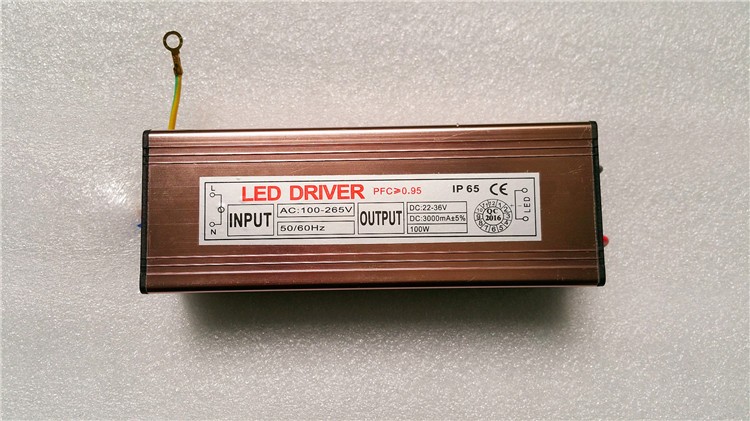 L
N
LED DRIVER PFC≥0.95 IP 65 CE
INPUT
AC:100-265V
50/60Hz
OUTPUT
DC:22-36V
DC:3000mA±5%
100W
QC
2016
LED